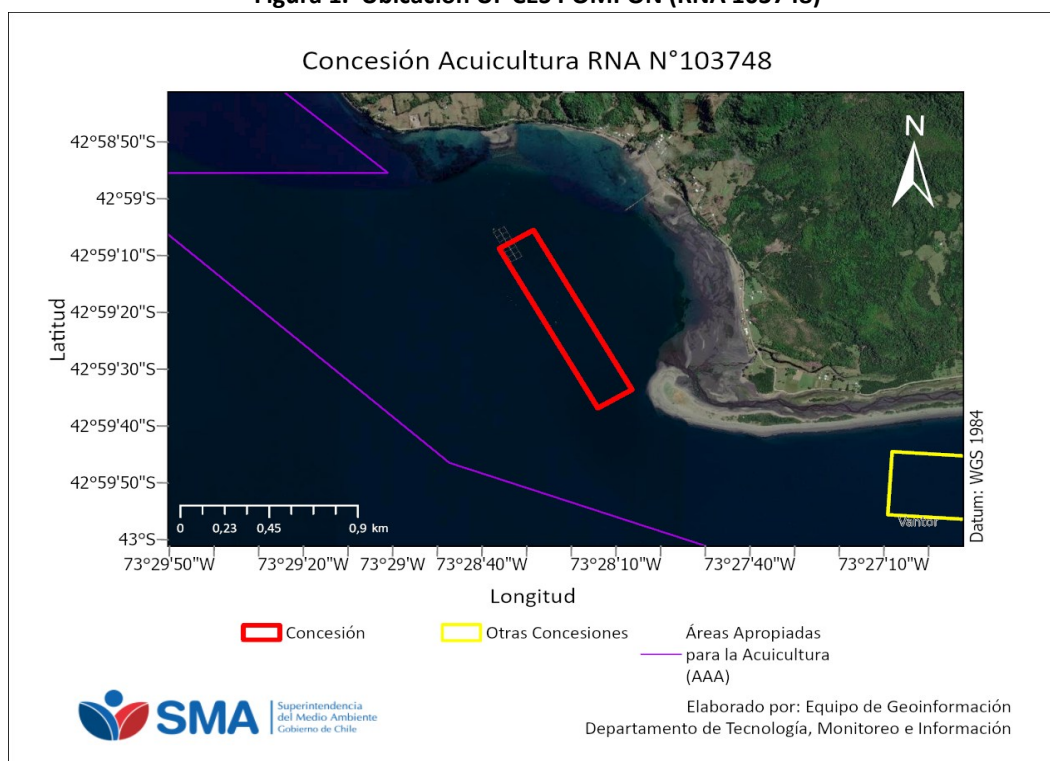 Figura 1. Ubicación UF CES POMPON (RNA 103748)
Concesión Acuicultura RNA N°103748
N
42°58'50"S
42°59'S
42°59'10"S
42°59'20"S
42°59'30"S
42°59'40"S
42°59'50"S
43°S
Latitud
Datum: WGS 1984
0
0,23
0,45
0,9 km
Vantor
73°29'50"W
73°29'20"W
73°29'W
73°28'40"W
73°28'10"W
73°27'40"W
73°27'10"W
Longitud
Concesión
Otras Concesiones
Áreas Apropiadas
para la Acuicultura
(AAA)
SMA
Superintendencia
del Medio Ambiente
Gobierno de Chile
Elaborado por: Equipo de Geoinformación
Departamento de Tecnología, Monitoreo e Información